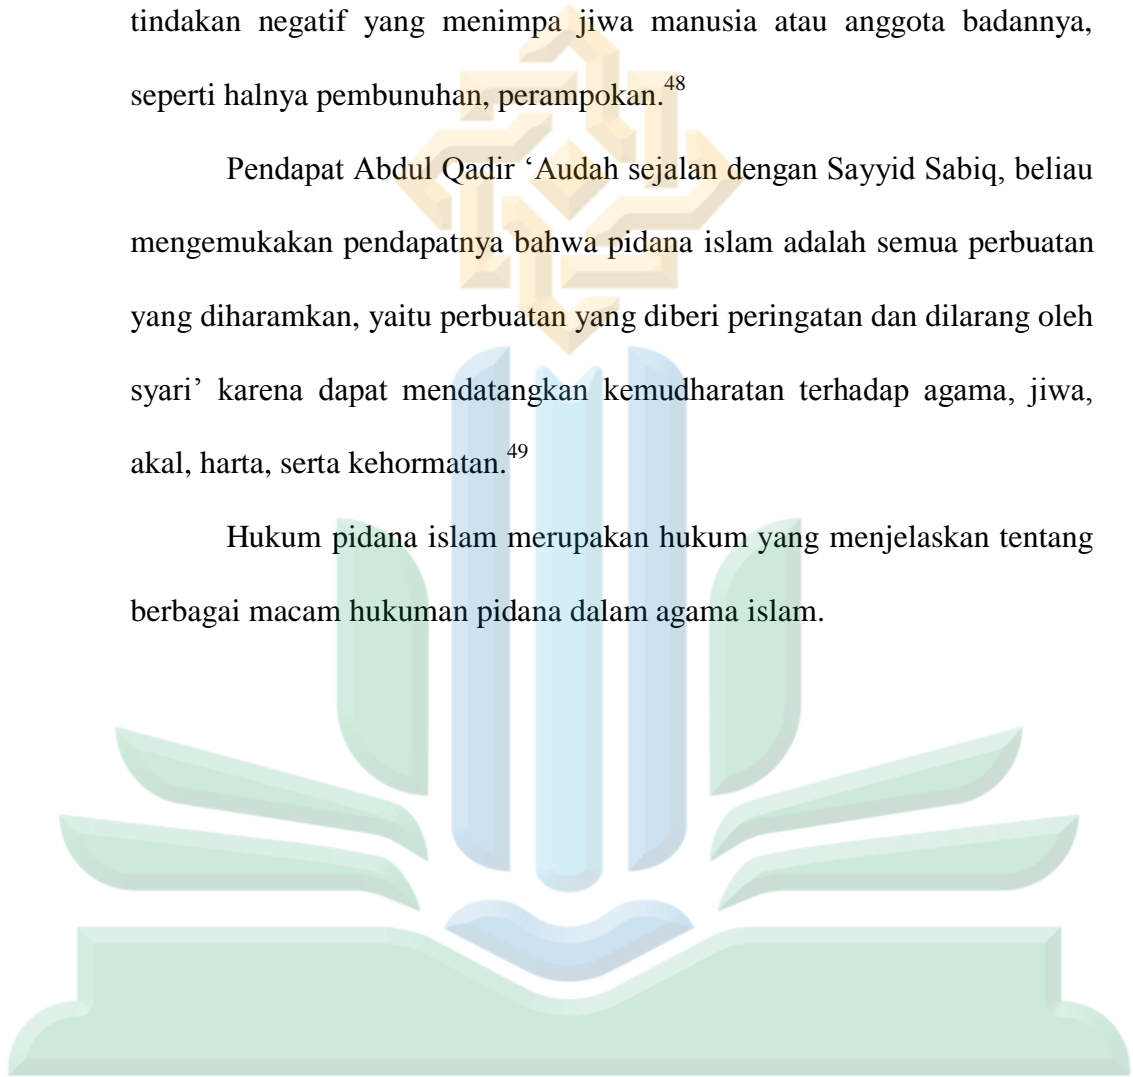 tindakan negatif yang menimpa jiwa manusia atau anggota badannya,
seperti halnya pembunuhan, perampokan.48
Pendapat Abdul Qadir ‘Audah sejalan dengan Sayyid Sabiq, beliau
mengemukakan pendapatnya bahwa pidana islam adalah semua perbuatan
yang diharamkan, yaitu perbuatan yang diberi peringatan dan dilarang oleh
syari’ karena dapat mendatangkan kemudharatan terhadap agama, jiwa,
akal, harta, serta kehormatan.49
Hukum pidana islam merupakan hukum yang menjelaskan tentang
berbagai macam hukuman pidana dalam agama islam.